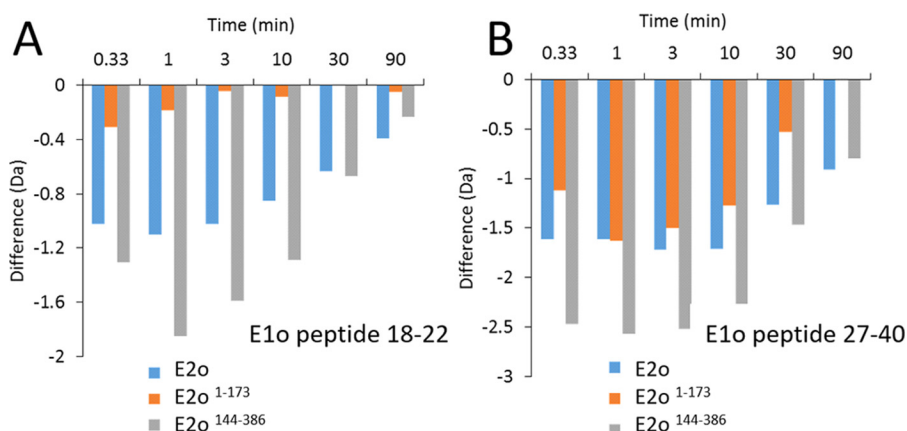 A
Time (min)
0.33 1 3 10 30 90
0
-0.4
-0.8
-1.2
-1.6
-2
Difference (Da)
E1o peptide 18-22
E2o
E2o 1-173
E2o 144-386
B
Time (min)
0.33 1 3 10 30 90
0
-0.5
-1
-1.5
-2
-2.5
-3
Difference (Da)
E1o peptide 27-40
E2o
E2o 1-173
E2o 144-386